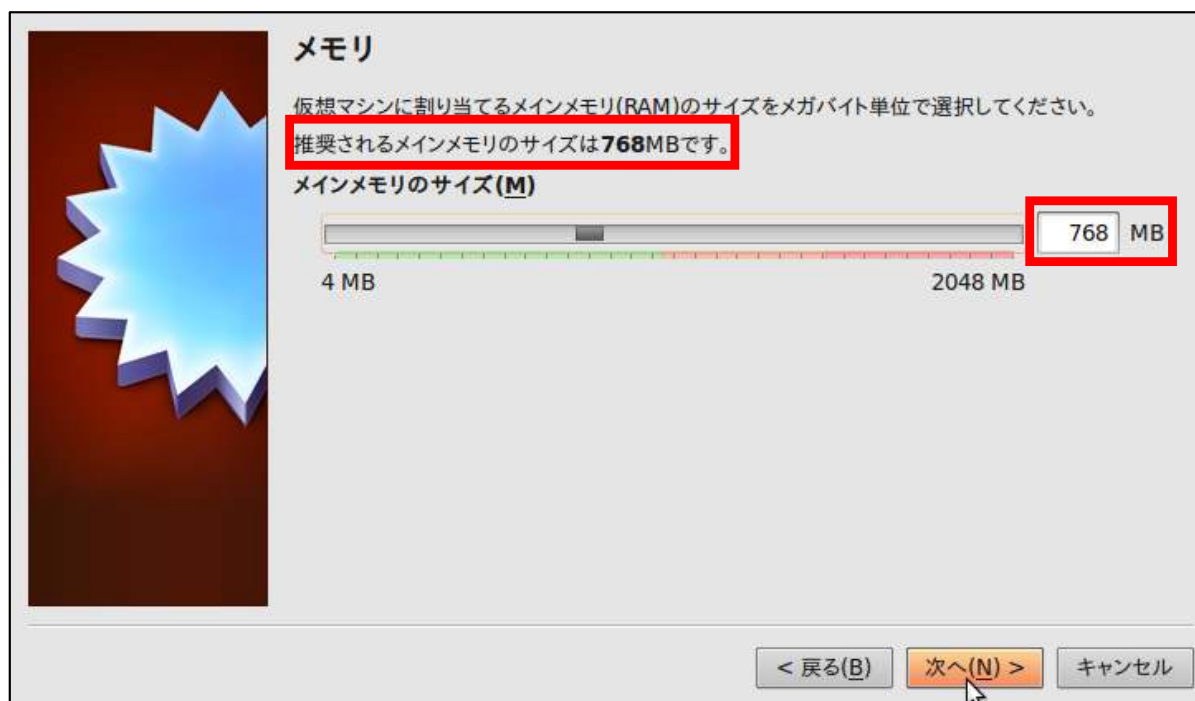 メモリ
仮想マシンに割り当てるメインメモリ(RAM)のサイズをメガバイト単位で選択してください。
推奨されるメインメモリのサイズは768MBです。
メインメモリのサイズ(M)
768 MB
4 MB 2048 MB
< 戻る(B) 次へ(N) > キャンセル